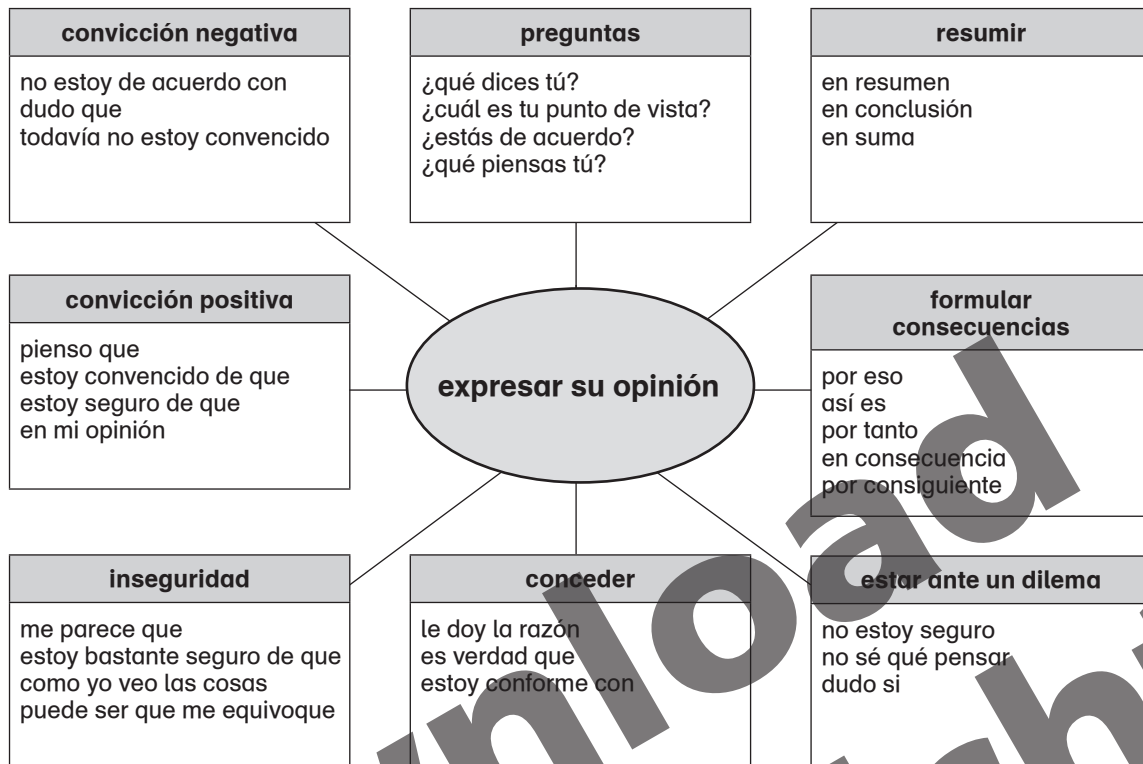 convicción negativa
no estoy de acuerdo con
dudo que
todavía no estoy convencido
preguntas
¿qué dices tú?
¿cuál es tu punto de vista?
¿estás de acuerdo?
¿qué piensas tú?
resumir
en resumen
en conclusión
en suma
convicción positiva
pienso que
estoy convencido de que
estoy seguro de que
en mi opinión
expresar su opinión
formular
consecuencias
por eso
así es
por tanto
en consecuencia
por consiguiente
inseguridad
me parece que
estoy bastante seguro de que
como yo veo las cosas
puede ser que me equivoque
conceder
le doy la razón
es verdad que
estoy conforme con
estar ante un dilema
no estoy seguro
no sé qué pensar
dudo si